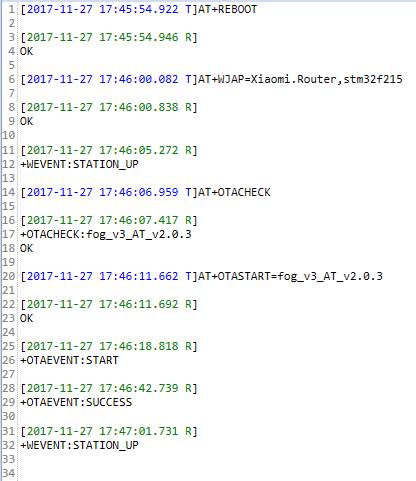 1 [2017-11-27 17:45:54.922 T]AT+REBOOT
2
3 [2017-11-27 17:45:54.946 R]
4 OK
5
6 [2017-11-27 17:46:00.082 T]AT+WJAP=Xiaomi.Router,stm32f215
7
8 [2017-11-27 17:46:00.838 R]
9 OK
10
11 [2017-11-27 17:46:05.272 R]
12 +WEVENT:STATION_UP
13
14 [2017-11-27 17:46:06.959 T]AT+OTACHECK
15
16 [2017-11-27 17:46:07.417 R]
17 +OTACHECK:fog_v3_AT_v2.0.3
18 OK
19
20 [2017-11-27 17:46:11.662 T]AT+OTASTART=fog_v3_AT_v2.0.3
21
22 [2017-11-27 17:46:11.692 R]
23 OK
24
25 [2017-11-27 17:46:18.818 R]
26 +OTAEVENT:START
27
28 [2017-11-27 17:46:42.739 R]
29 +OTAEVENT:SUCCESS
30
31 [2017-11-27 17:47:01.731 R]
32 +WEVENT:STATION_UP
33
34